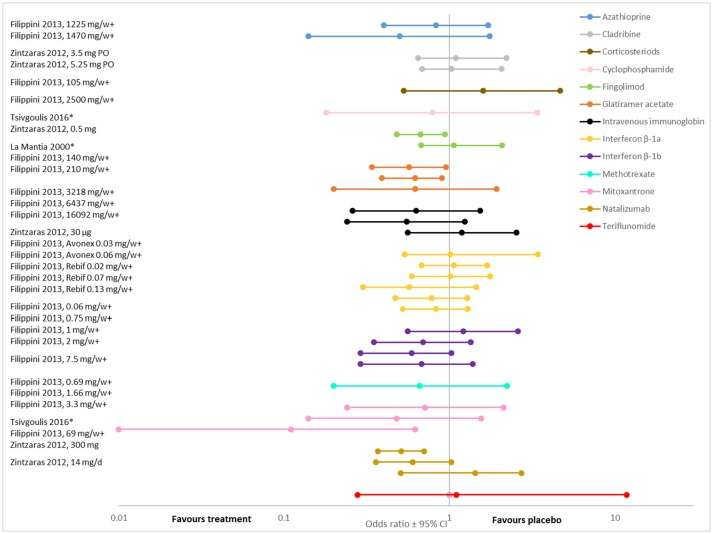 Filippini 2013, 1225 mg/w+
Filippini 2013, 1470 mg/w+
Zintzaras 2012, 3.5 mg PO
Zintzaras 2012, 5.25 mg PO
Filippini 2013, 105 mg/w+
Filippini 2013, 2500 mg/w+
Tsivgoulis 2016*
Zintzaras 2012, 0.5 mg
La Mantia 2000*
Filippini 2013, 140 mg/w+
Filippini 2013, 210 mg/w+
Filippini 2013, 3218 mg/w+
Filippini 2013, 6437 mg/w+
Filippini 2013, 16092 mg/w+
Zintzaras 2012, 30 µg
Filippini 2013, Avonex 0.03 mg/w+
Filippini 2013, Avonex 0.06 mg/w+
Filippini 2013, Rebif 0.02 mg/w+
Filippini 2013, Rebif 0.07 mg/w+
Filippini 2013, Rebif 0.13 mg/w+
Filippini 2013, 0.06 mg/w+
Filippini 2013, 0.75 mg/w+
Filippini 2013, 1 mg/w+
Filippini 2013, 2 mg/w+
Filippini 2013, 7.5 mg/w+
Filippini 2013, 0.69 mg/w+
Filippini 2013, 1.66 mg/w+
Filippini 2013, 3.3 mg/w+
Tsivgoulis 2016*
Filippini 2013, 69 mg/w+
Zintzaras 2012, 300 mg
Zintzaras 2012, 14 mg/d
Azathioprine
Cladribine
Corticosteriods
Cyclophosphamide
Fingolimod
Glatiramer acetate
Intravenous immunoglobin
Interferon β-1a
Interferon β-1b
Methotrexate
Mitoxantrone
Natalizumab
Teriflunomide
0.01 0.1 1 10
Favours treatment
Favours placebo
Odds ratio ± 95% CI